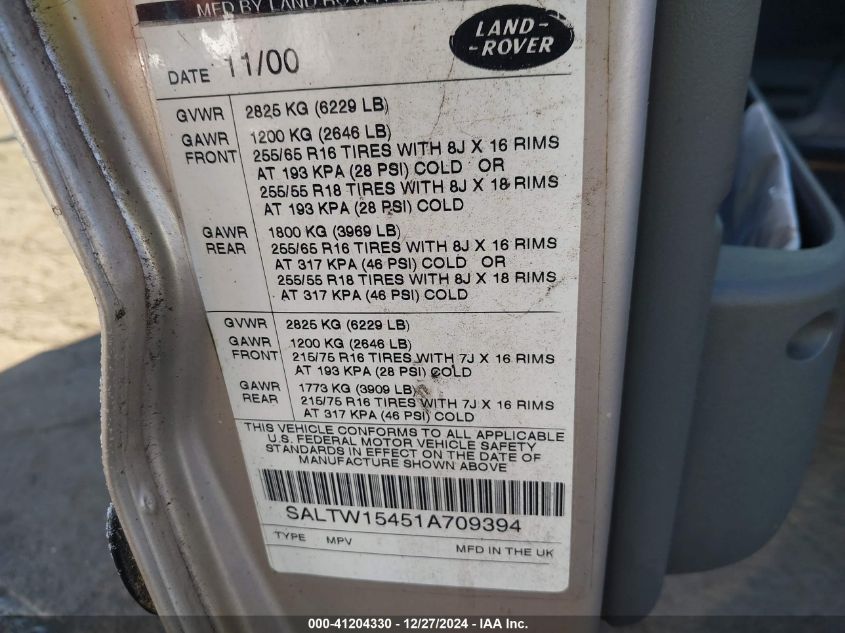 MFD BY LAND ROVER
LAND-
-ROVER
DATE 11/00
GVWR 2825 KG (6229 LB)
GAWR 1200 KG (2646 LB)
FRONT 255/65 R16 TIRES WITH 8J X 16 RIMS
AT 193 KPA (28 PSI) COLD OR
255/55 R18 TIRES WITH 8J X 18 RIMS
AT 193 KPA (28 PSI) COLD
GAWR 1800 KG (3969 LB)
REAR 255/65 R16 TIRES WITH 8J X 16 RIMS
AT 317 KPA (46 PSI) COLD OR
255/55 R18 TIRES WITH 8J X 18 RIMS
AT 317 KPA (46 PSI) COLD
GVWR 2825 KG (6229 LB)
GAWR 1200 KG (2646 LB)
FRONT 215/75 R16 TIRES WITH 7J X 16 RIMS
AT 193 KPA (28 PSI) COLD
GAWR 1773 KG (3909 LB)
REAR 215/75 R16 TIRES WITH 7J X 16 RIMS
AT 317 KPA (46 PSI) COLD
THIS VEHICLE CONFORMS TO ALL APPLICABLE
U.S. FEDERAL MOTOR VEHICLE SAFETY
STANDARDS IN EFFECT ON THE DATE OF
MANUFACTURE SHOWN ABOVE
SALTW15451A709394
TYPE MPV MFD IN THE UK
000-41204330 - 12/27/2024 - IAA Inc.